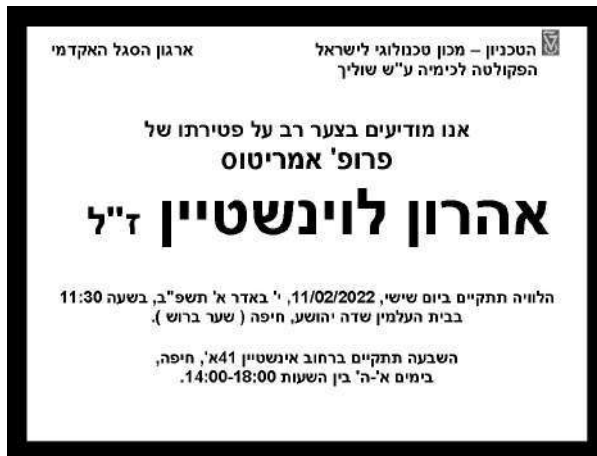 הטכניון – מכון טכנולוגי לישראל
הפקולטה לכימיה ע"ש שוליך
ארגון הסגל האקדמי
אנו מודיעים בצער רב על פטירתו של
פרופ' אמריטוס
אהרון לוינשטיין ז"ל
הלוויה תתקיים ביום שישי, 11/02/2022, י' באדר א' תשפ"ב, בשעה 11:30
בבית העלמין שדה יהושע, חיפה ( שער ברוש ).
השבעה תתקיים ברחוב אינשטיין 41א', חיפה,
בימים א'-ה' בין השעות 14:00-18:00.